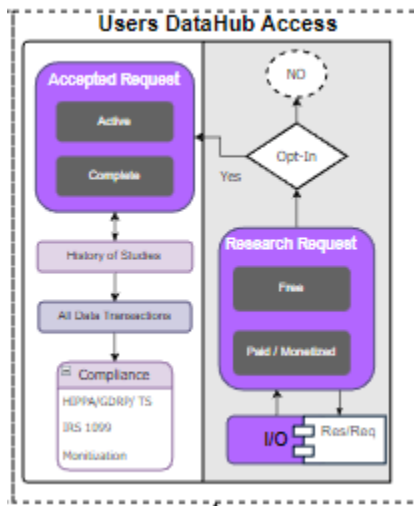 Users DataHub Access
Accepted Request
Active
Complete
History of Studies
All Data Transactions
Compliance
HIPPA/GDRP/ TS
IRS 1099
Monitiuation
NO
Opt-In
Yes
Research Request
Free
Paid / Monetized
I/O
Res/Req